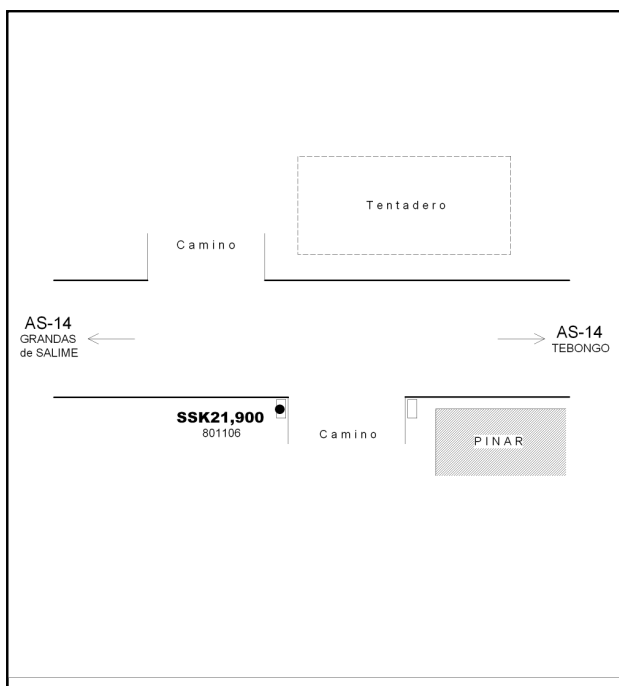 Tentadero
Camino
AS-14
GRANDAS
de SALIME
AS-14
TEBONGO
SSK21,900
801106
Camino
PINAR